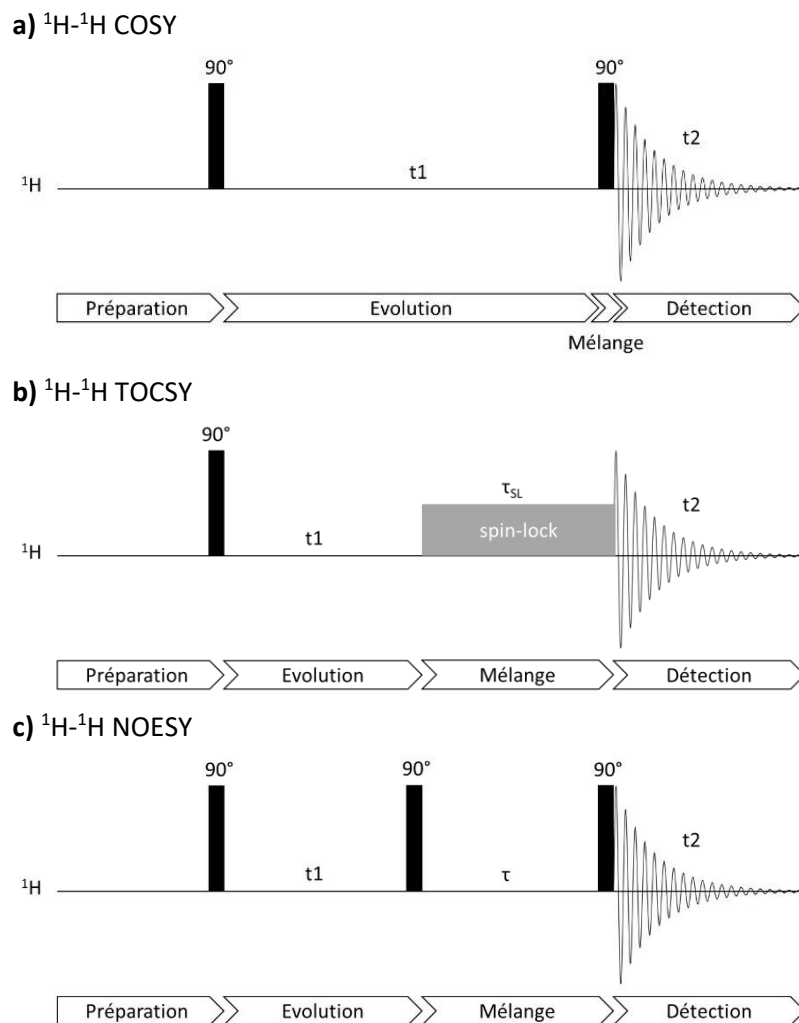 a) ¹H-¹H COSY
90° 90°
t1 t2
¹H
Préparation Evolution Détection
Mélange
b) ¹H-¹H TOCSY
90°
τSL t2
spin-lock
t1
¹H
Préparation Evolution Mélange Détection
c) ¹H-¹H NOESY
90° 90° 90°
t2
t1 τ
¹H
Préparation Evolution Mélange Détection